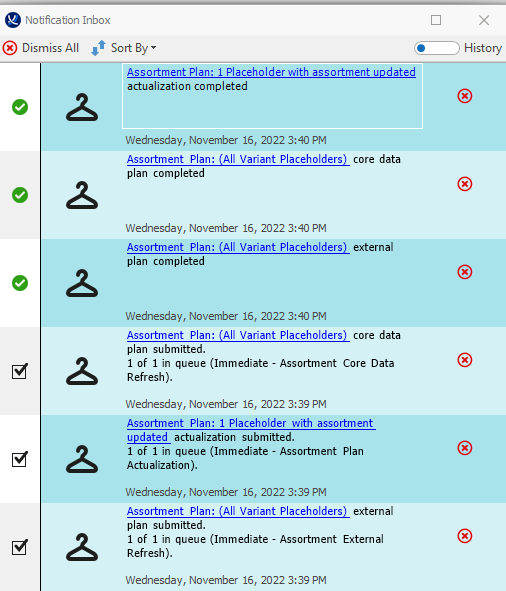 Notification Inbox
Dismiss All Sort By History
Assortment Plan: 1 Placeholder with assortment updated
actualization completed
Wednesday, November 16, 2022 3:40 PM
Assortment Plan: (All Variant Placeholders) core data
plan completed
Wednesday, November 16, 2022 3:40 PM
Assortment Plan: (All Variant Placeholders) external
plan completed
Wednesday, November 16, 2022 3:40 PM
Assortment Plan: (All Variant Placeholders) core data
plan submitted.
1 of 1 in queue (Immediate - Assortment Core Data
Refresh).
Wednesday, November 16, 2022 3:39 PM
Assortment Plan: 1 Placeholder with assortment
updated actualization submitted.
1 of 1 in queue (Immediate - Assortment Plan
Actualization).
Wednesday, November 16, 2022 3:39 PM
Assortment Plan: (All Variant Placeholders) external
plan submitted.
1 of 1 in queue (Immediate - Assortment External
Refresh).
Wednesday, November 16, 2022 3:39 PM